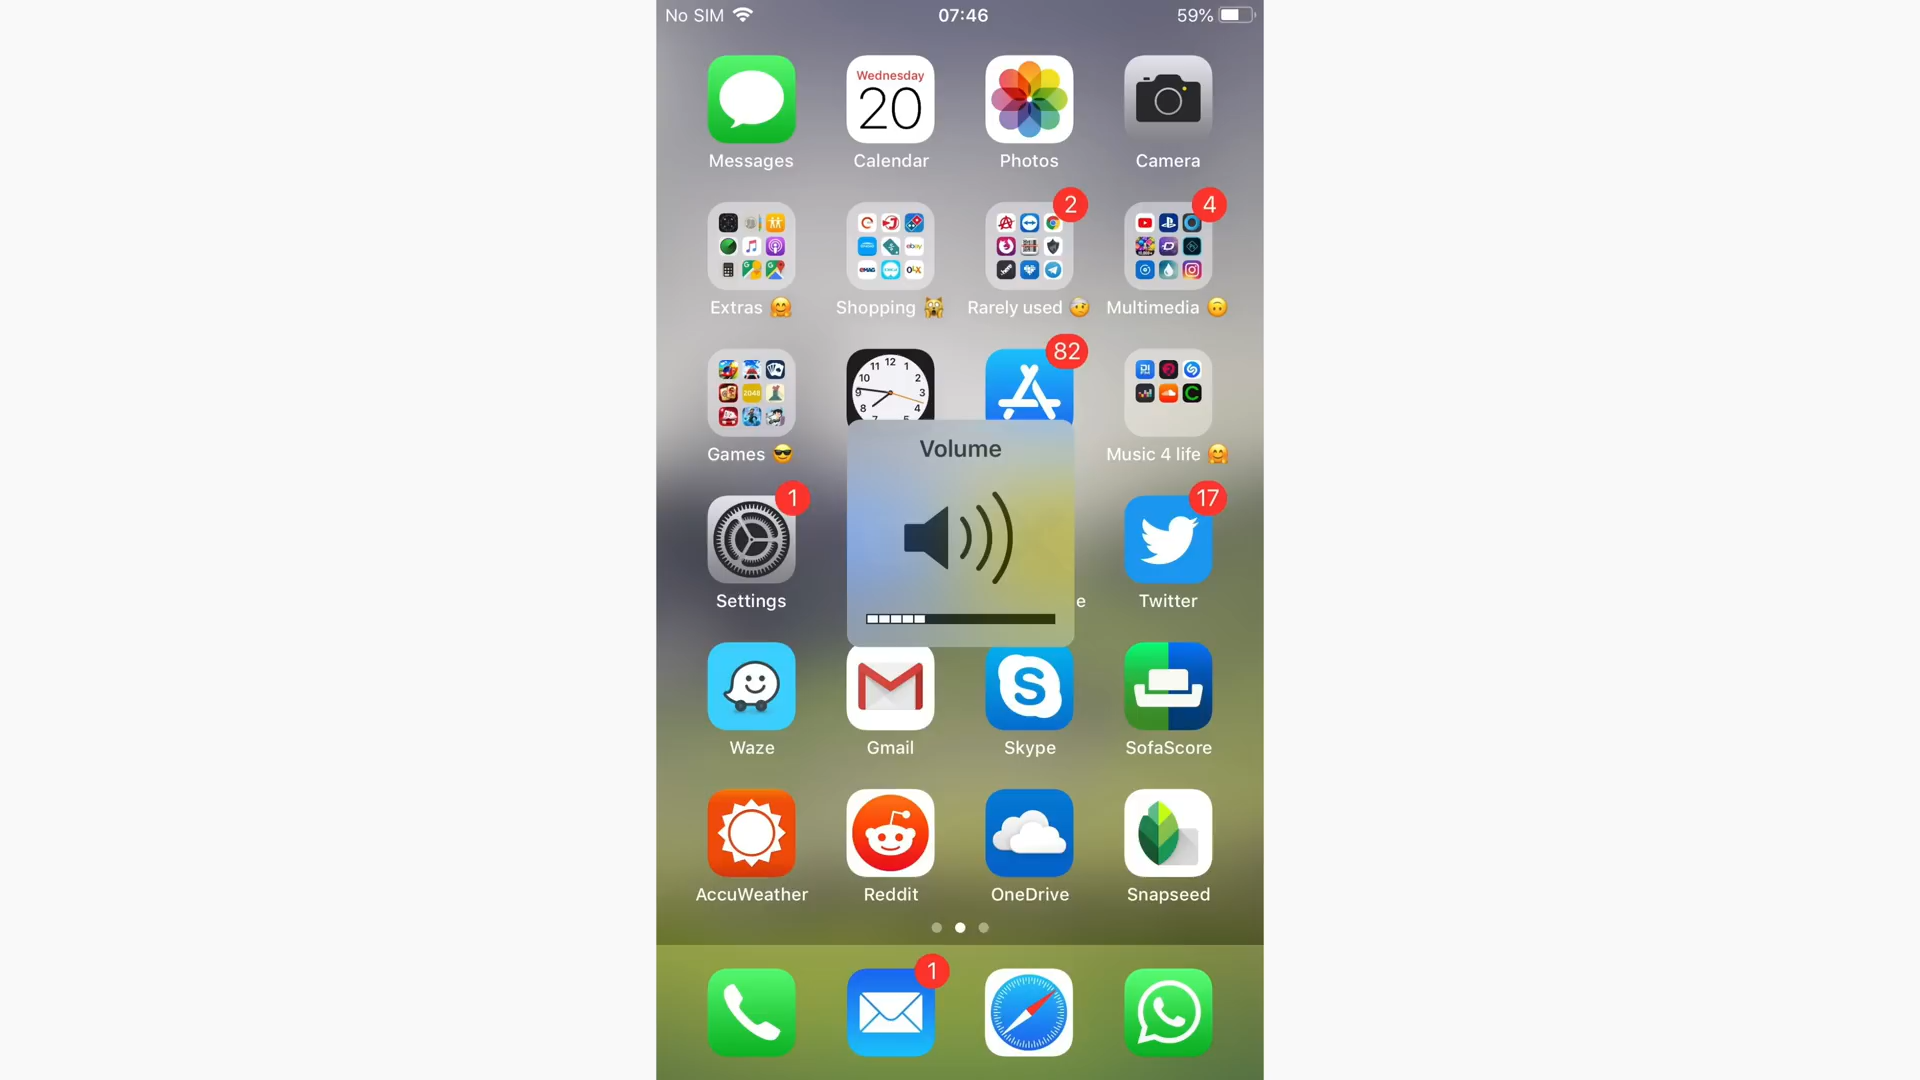 No SIM 07:46 59%
Wednesday
20
Messages Calendar Photos Camera
2 4
Extras 🤗 Shopping 🙀 Rarely used 🤕 Multimedia 🙃
82
Games 😎 Music 4 life 🤗
Volume
1 17
Settings e Twitter
Waze Gmail Skype SofaScore
AccuWeather Reddit OneDrive Snapseed
1